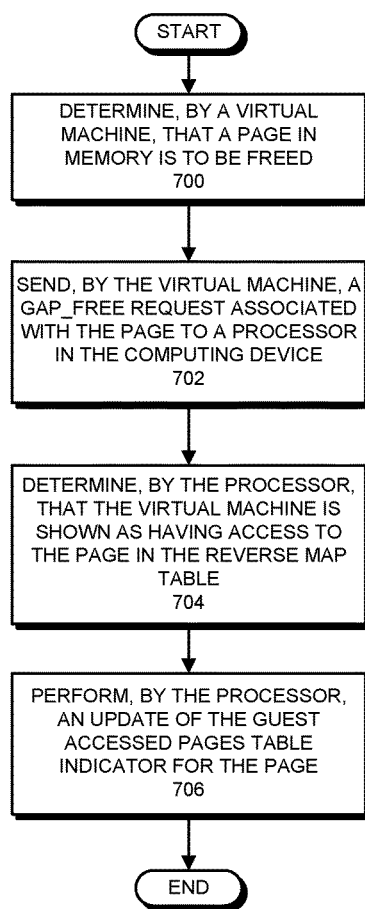 START
DETERMINE, BY A VIRTUAL
MACHINE, THAT A PAGE IN
MEMORY IS TO BE FREED
700
SEND, BY THE VIRTUAL MACHINE, A
GAP_FREE REQUEST ASSOCIATED
WITH THE PAGE TO A PROCESSOR
IN THE COMPUTING DEVICE
702
DETERMINE, BY THE PROCESSOR,
THAT THE VIRTUAL MACHINE IS
SHOWN AS HAVING ACCESS TO
THE PAGE IN THE REVERSE MAP
TABLE
704
PERFORM, BY THE PROCESSOR,
AN UPDATE OF THE GUEST
ACCESSED PAGES TABLE
INDICATOR FOR THE PAGE
706
END